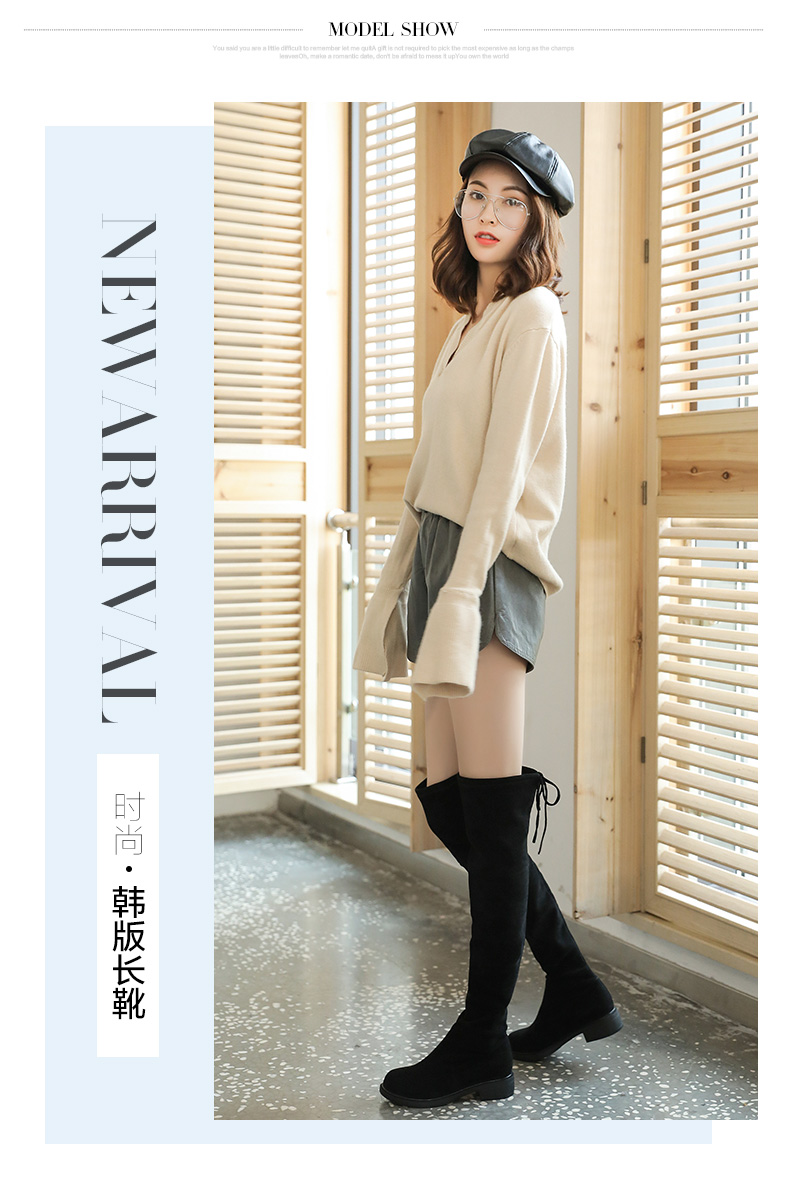 MODEL SHOW
You said you are a little difficult to remember let me qollA gift is not required to pick the most expensive as long as the champs
leavesOh, make a romantic date, don't be afraid to mess it upYou own the world
NEWARRIVAL
时尚·韩版长靴